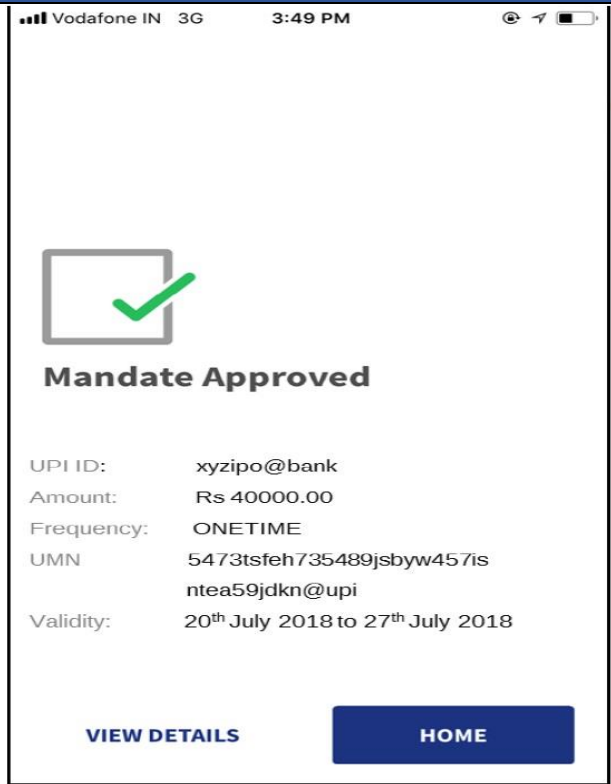 Vodafone IN 3G 3:49 PM
Mandate Approved
UPI ID: xyzipo@bank
Amount: Rs 40000.00
Frequency: ONETIME
UMN 5473tsfeh735489jsbyw457is
ntea59jdkn@upi
Validity: 20th July 2018 to 27th July 2018
VIEW DETAILS HOME